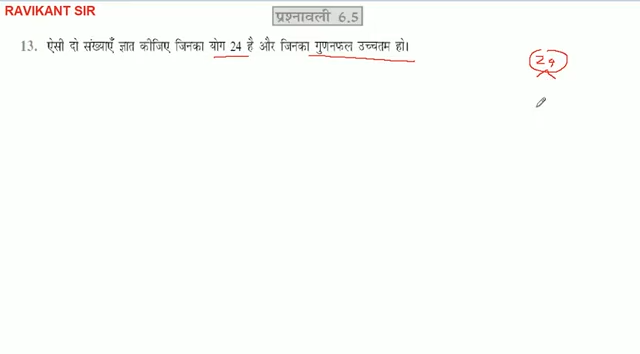 RAVIKANT SIR
प्रश्नावली 6.5
13. ऐसी दो संख्याएँ ज्ञात कीजिए जिनका योग 24 है और जिनका गुणनफल उच्चतम हो।
24